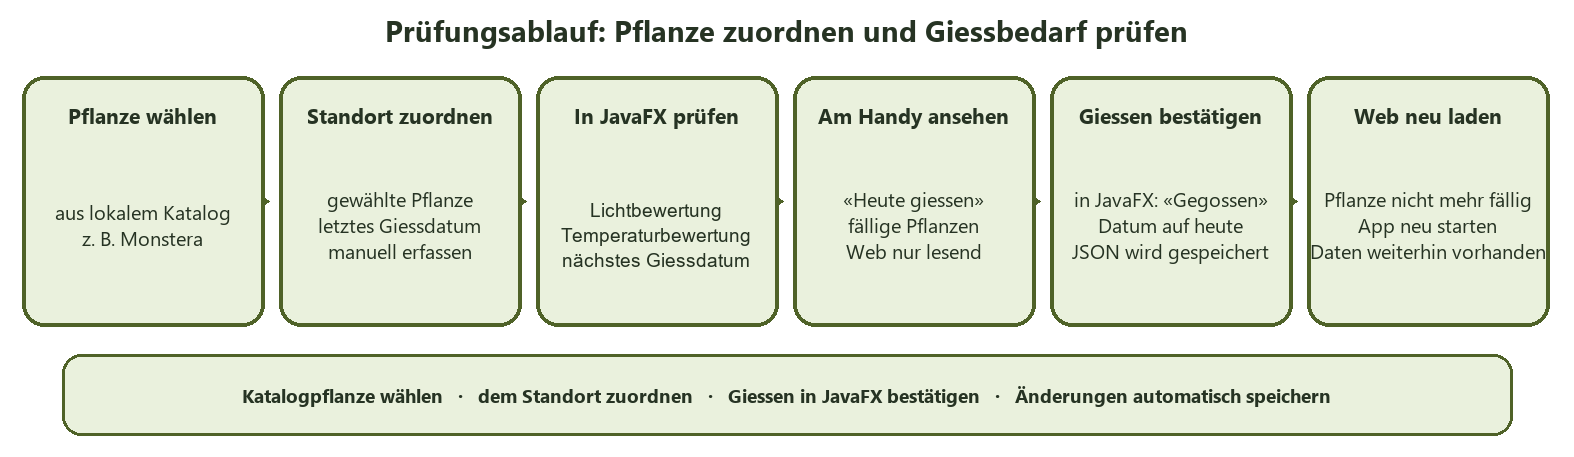 Prüfungsablauf: Pflanze zuordnen und Giessbedarf prüfen
Pflanze wählen
aus lokalem Katalog
z. B. Monstera
Standort zuordnen
gewählte Pflanze
letztes Giessdatum
manuell erfassen
In JavaFX prüfen
Lichtbewertung
Temperaturbewertung
nächstes Giessdatum
Am Handy ansehen
«Heute giessen»
fällige Pflanzen
Web nur lesend
Giessen bestätigen
in JavaFX: «Gegossen»
Datum auf heute
JSON wird gespeichert
Web neu laden
Pflanze nicht mehr fällig
App neu starten
Daten weiterhin vorhanden
Katalogpflanze wählen · dem Standort zuordnen · Giessen in JavaFX bestätigen · Änderungen automatisch speichern